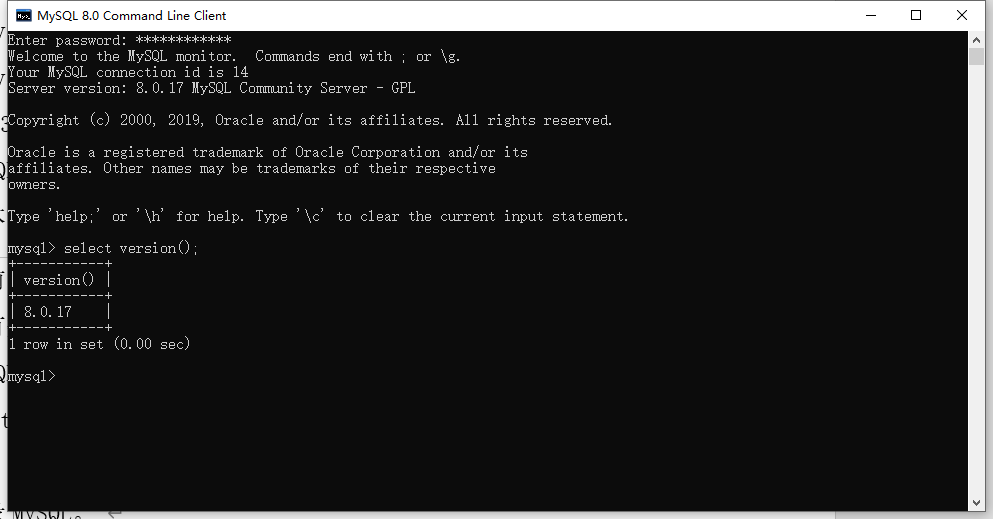 MySQL 8.0 Command Line Client
Enter password: ************
Welcome to the MySQL monitor.  Commands end with ; or \g.
Your MySQL connection id is 14
Server version: 8.0.17 MySQL Community Server - GPL
Copyright (c) 2000, 2019, Oracle and/or its affiliates. All rights reserved.
Oracle is a registered trademark of Oracle Corporation and/or its
affiliates. Other names may be trademarks of their respective
owners.
Type 'help;' or '\h' for help. Type '\c' to clear the current input statement.
mysql> select version();
+-----------+
| version() |
+-----------+
| 8.0.17    |
+-----------+
1 row in set (0.00 sec)
mysql>